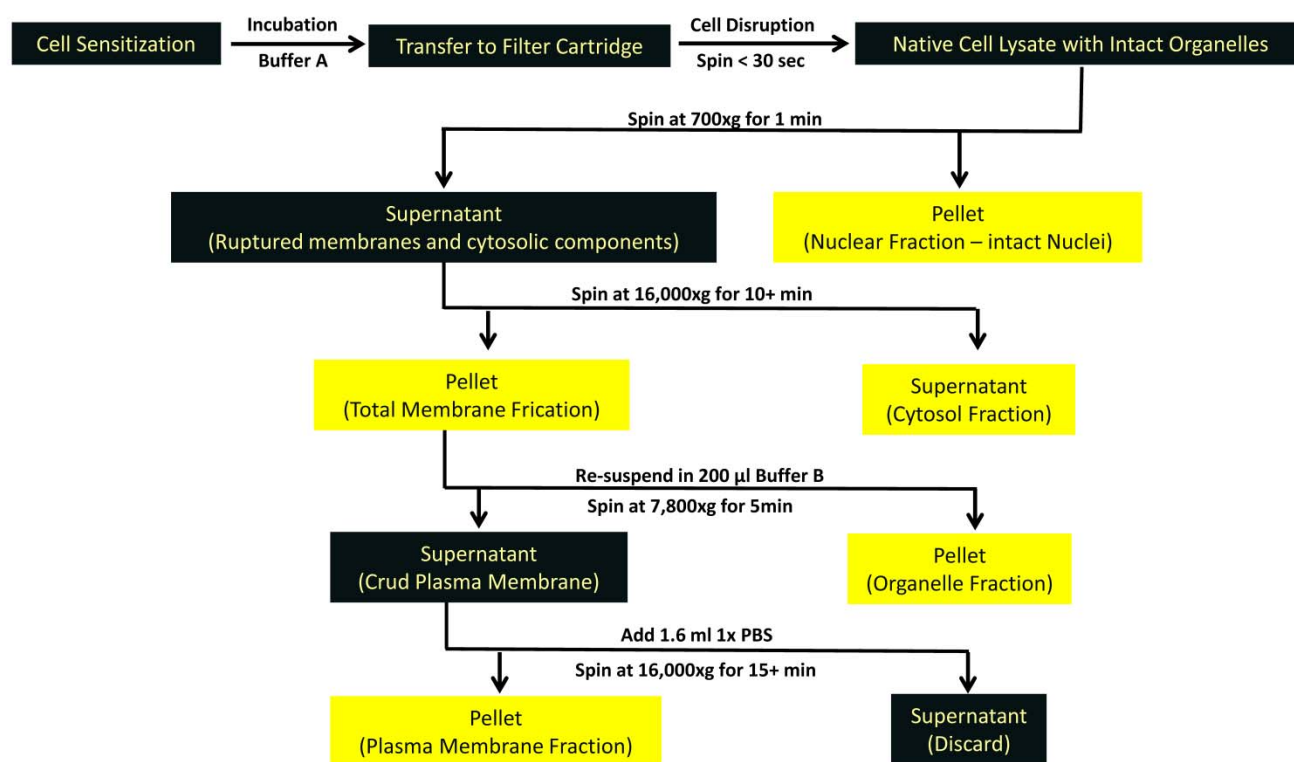 Cell Sensitization
Incubation
Buffer A
Transfer to Filter Cartridge
Cell Disruption
Spin < 30 sec
Native Cell Lysate with Intact Organelles
Spin at 700xg for 1 min
Supernatant
(Ruptured membranes and cytosolic components)
Pellet
(Nuclear Fraction – intact Nuclei)
Spin at 16,000xg for 10+ min
Pellet
(Total Membrane Frication)
Supernatant
(Cytosol Fraction)
Re-suspend in 200 µl Buffer B
Spin at 7,800xg for 5min
Supernatant
(Crud Plasma Membrane)
Pellet
(Organelle Fraction)
Add 1.6 ml 1x PBS
Spin at 16,000xg for 15+ min
Pellet
(Plasma Membrane Fraction)
Supernatant
(Discard)